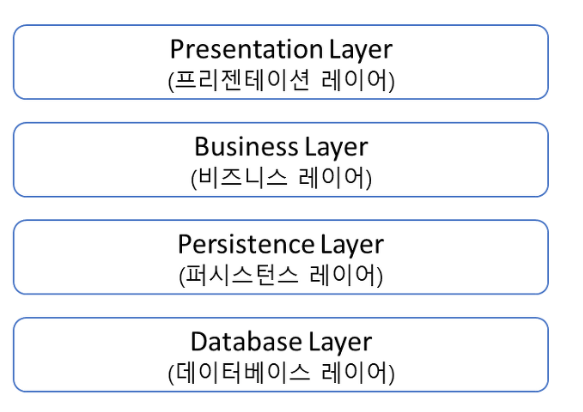 Presentation Layer
(프리젠테이션 레이어)
Business Layer
(비즈니스 레이어)
Persistence Layer
(퍼시스턴스 레이어)
Database Layer
(데이터베이스 레이어)